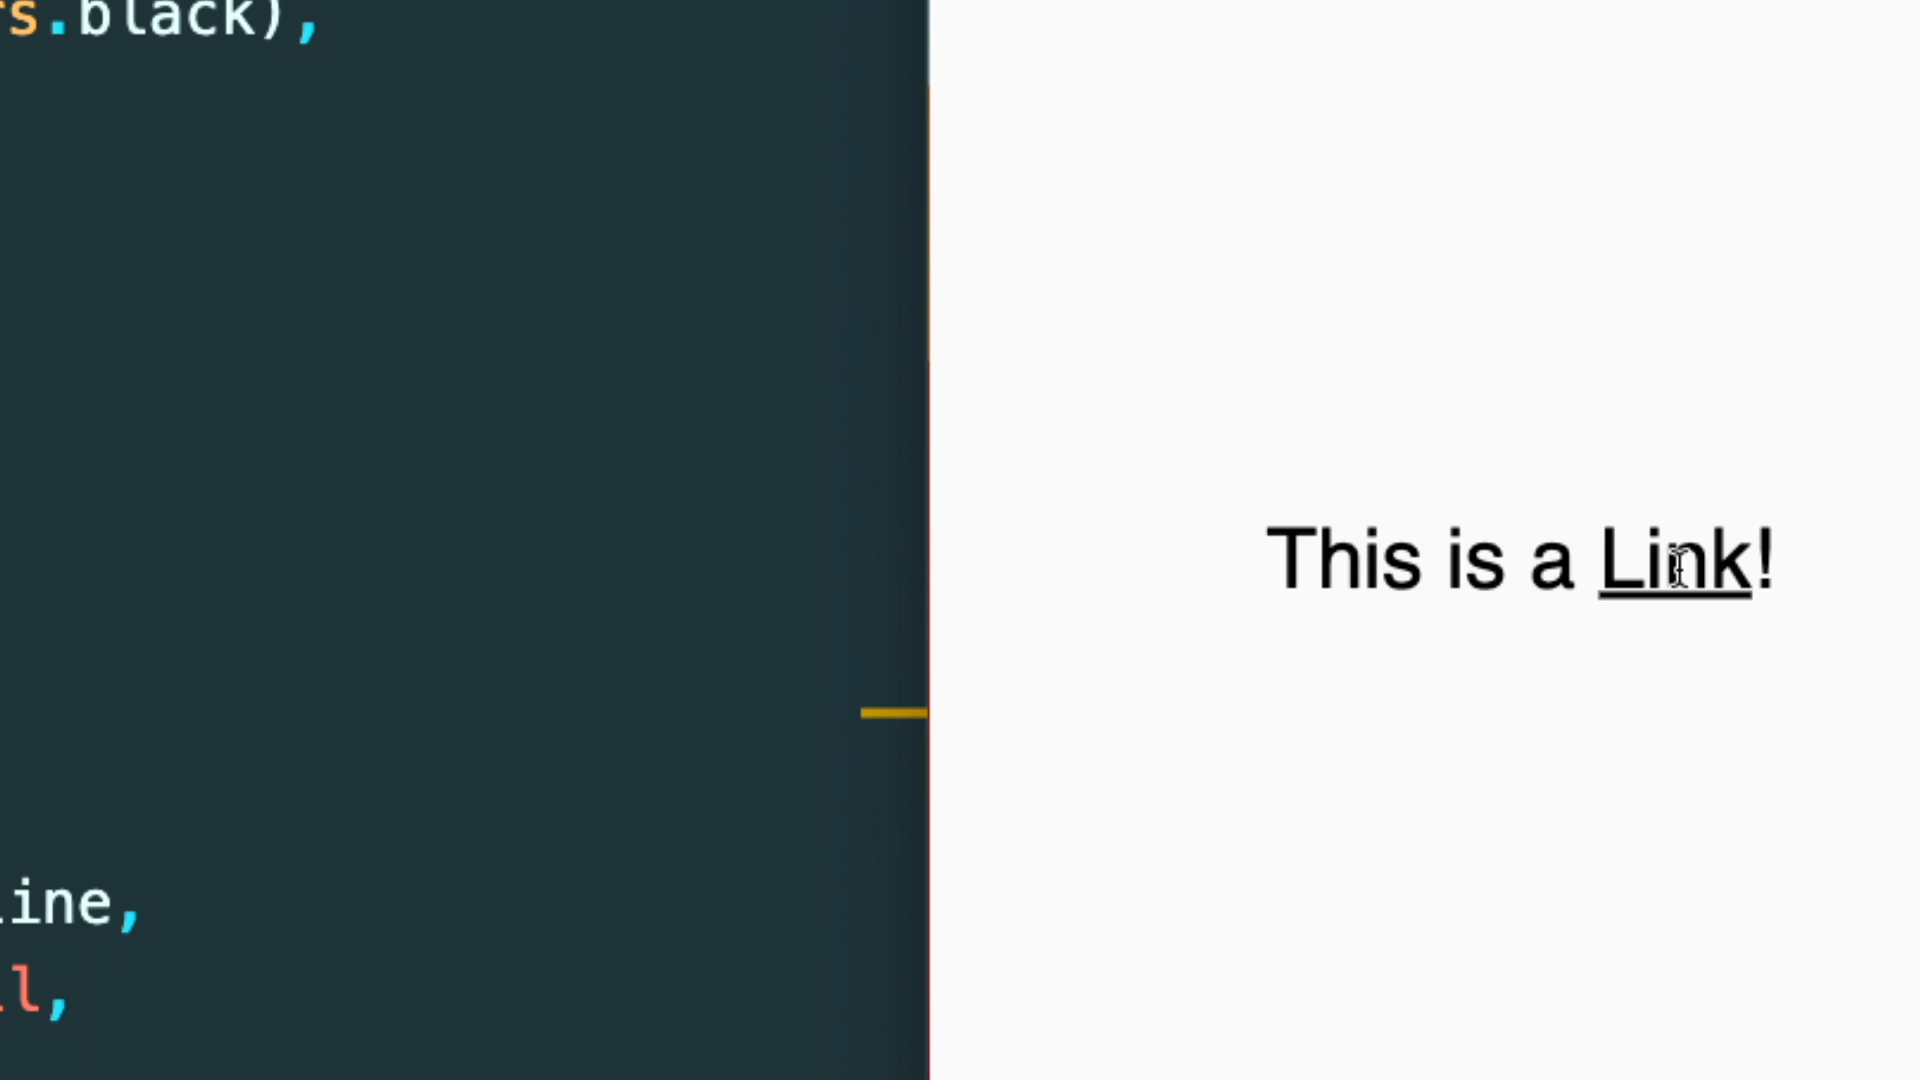 s.black),
This is a Link!
ine,
l,